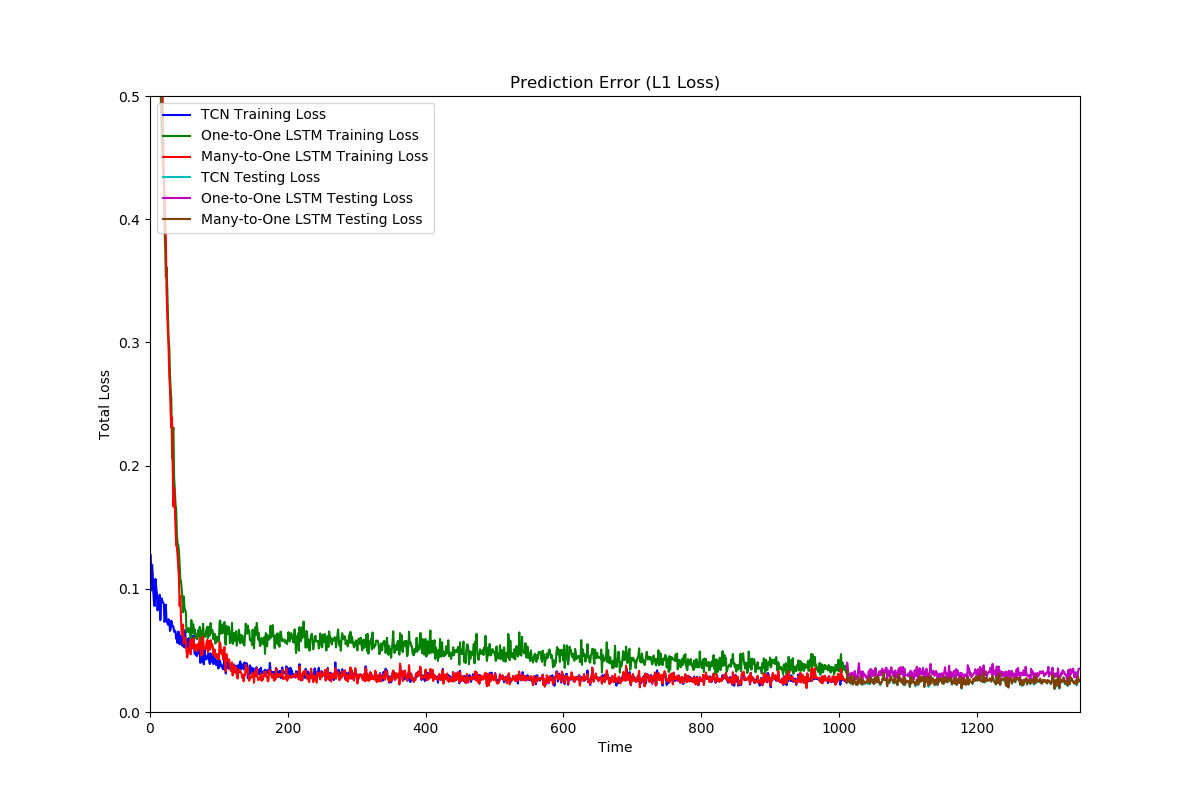 Prediction Error (L1 Loss)
0.5
0.4
0.3
0.2
0.1
0.0
Total Loss
TCN Training Loss
One-to-One LSTM Training Loss
Many-to-One LSTM Training Loss
TCN Testing Loss
One-to-One LSTM Testing Loss
Many-to-One LSTM Testing Loss
0 200 400 600 800 1000 1200
Time